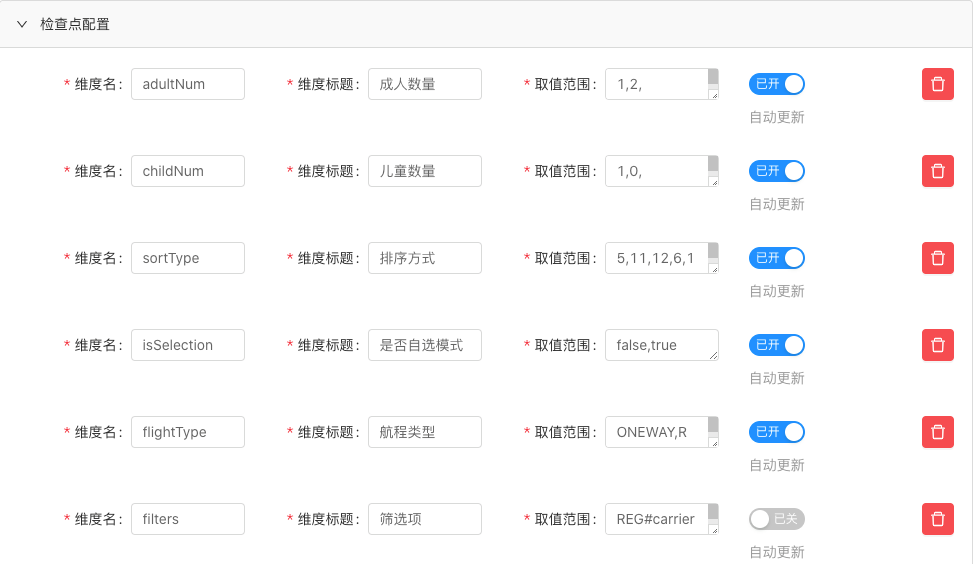 检查点配置
* 维度名: adultNum * 维度标题: 成人数量 * 取值范围: 1,2, 已开
自动更新
* 维度名: childNum * 维度标题: 儿童数量 * 取值范围: 1,0, 已开
自动更新
* 维度名: sortType * 维度标题: 排序方式 * 取值范围: 5,11,12,6,1 已开
自动更新
* 维度名: isSelection * 维度标题: 是否自选模式 * 取值范围: false,true 已开
自动更新
* 维度名: flightType * 维度标题: 航程类型 * 取值范围: ONEWAY,R 已开
自动更新
* 维度名: filters * 维度标题: 筛选项 * 取值范围: REG#carrier 已关
自动更新